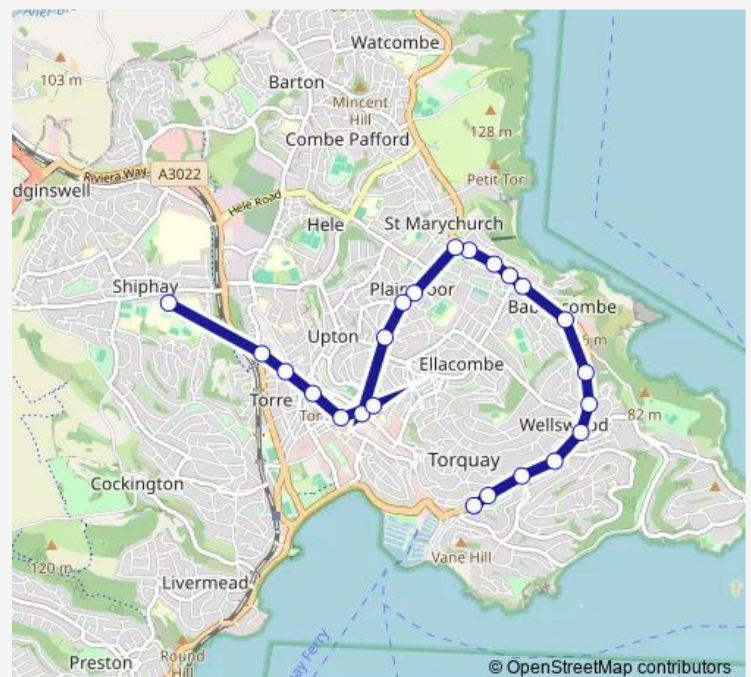 Watcombe
103 m
Barton
Mincent
Hill
Combe Pafford
128 m
Riviera Way
A3022
Petit Tor
dginswell
Hele Road
Hele
St Marychurch
Shiphay
Upton
Ellacombe
Torre
82 m
Torquay
Cockington
Vane Hill
120 m
Livermead
Round
Hill
Preston
© OpenStreetMap contributors